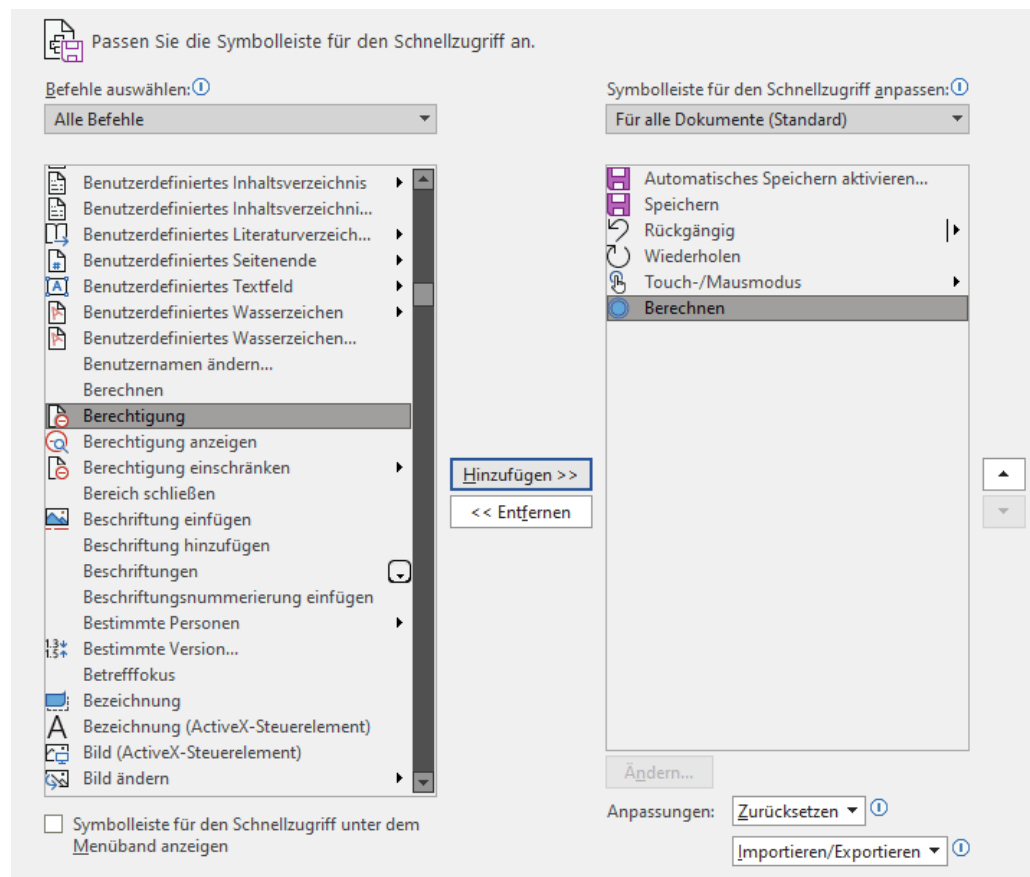 Passen Sie die Symbolleiste für den Schnellzugriff an.
Befehle auswählen:
Alle Befehle
Benutzerdefiniertes Inhaltsverzeichnis
Benutzerdefiniertes Inhaltsverzeichni...
Benutzerdefiniertes Literaturverzeich...
Benutzerdefiniertes Seitenende
Benutzerdefiniertes Textfeld
Benutzerdefiniertes Wasserzeichen
Benutzerdefiniertes Wasserzeichen...
Benutzernamen ändern...
Berechnen
Berechtigung
Berechtigung anzeigen
Berechtigung einschränken
Bereich schließen
Beschriftung einfügen
Beschriftung hinzufügen
Beschriftungen
Beschriftungsnummerierung einfügen
Bestimmte Personen
Bestimmte Version...
Betrefffokus
Bezeichnung
Bezeichnung (ActiveX-Steuerelement)
Bild (ActiveX-Steuerelement)
Bild ändern
Symbolleiste für den Schnellzugriff unter dem
Menüband anzeigen
Hinzufügen >>
<< Entfernen
Symbolleiste für den Schnellzugriff anpassen:
Für alle Dokumente (Standard)
Automatisches Speichern aktivieren...
Speichern
Rückgängig
Wiederholen
Touch-/Mausmodus
Berechnen
Ändern...
Anpassungen: Zurücksetzen
Importieren/Exportieren